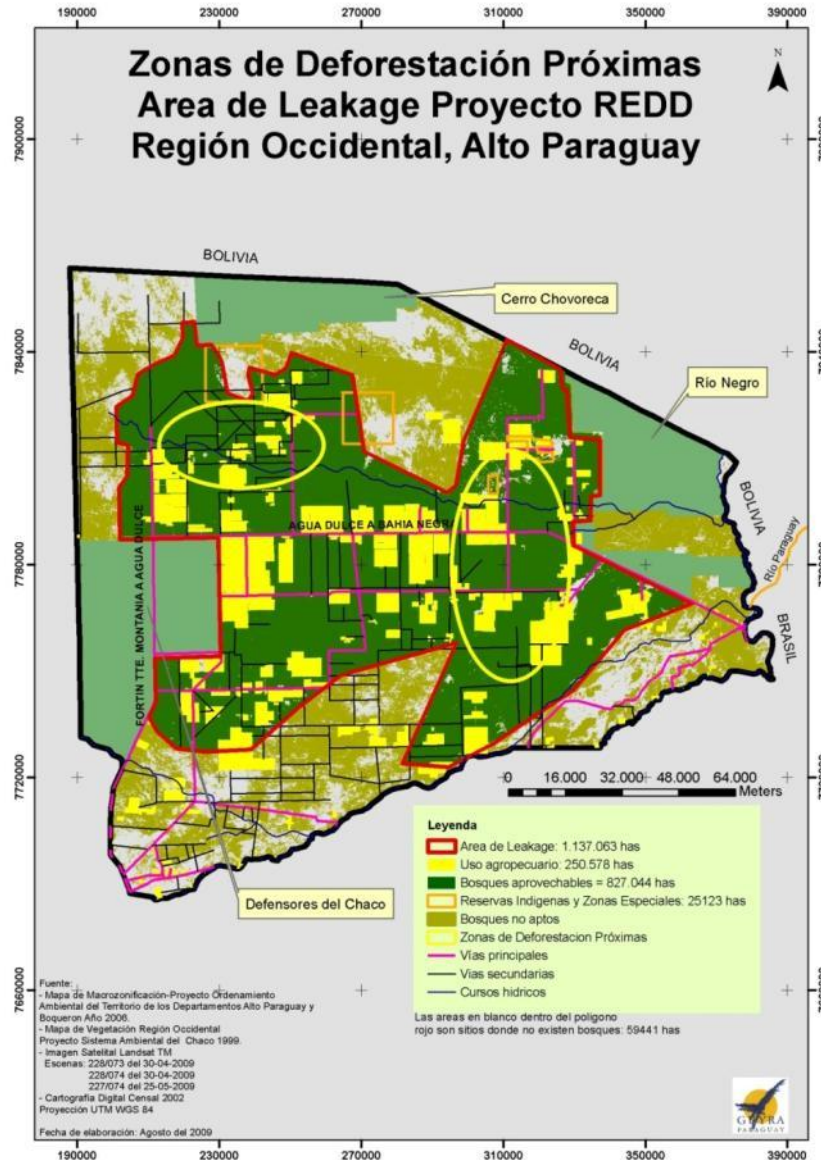 190000 230000 270000 310000 350000 390000
Zonas de Deforestación Próximas
Area de Leakage Proyecto REDD
Región Occidental, Alto Paraguay
N
7900000
7840000
7780000
7720000
7660000
BOLIVIA
Cerro Chovoreca
BOLIVIA
Río Negro
BOLIVIA
Río Paraguay
BRASIL
AGUA DULCE A BAHIA NEGRA
FORTIN TTE. MONTANIA A AGUA DULCE
Defensores del Chaco
0 16.000 32.000 48.000 64.000
Meters
Leyenda
Area de Leakage: 1.137.063 has
Uso agropecuario: 250.578 has
Bosques aprovechables = 827.044 has
Reservas Indigenas y Zonas Especiales: 25123 has
Bosques no aptos
Zonas de Deforestacion Próximas
Vías principales
Vias secundarias
Cursos hidricos
Las areas en blanco dentro del poligono
rojo son sitios donde no existen bosques: 59441 has
Fuente:
- Mapa de Macrozonificación-Proyecto Ordenamiento
Ambiental del Territorio de los Departamentos Alto Paraguay y
Boqueron Año 2006.
- Mapa de Vegetación Región Occidental
Proyecto Sistema Ambiental del Chaco 1999.
- Imagen Satelital Landsat TM
Escenas: 228/073 del 30-04-2009
228/074 del 30-04-2009
227/074 del 25-05-2009
- Cartografia Digital Censal 2002
Proyección UTM WGS 84
Fecha de elaboración: Agosto del 2009
GUYRA
PARAGUAY
190000 230000 270000 310000 350000 390000